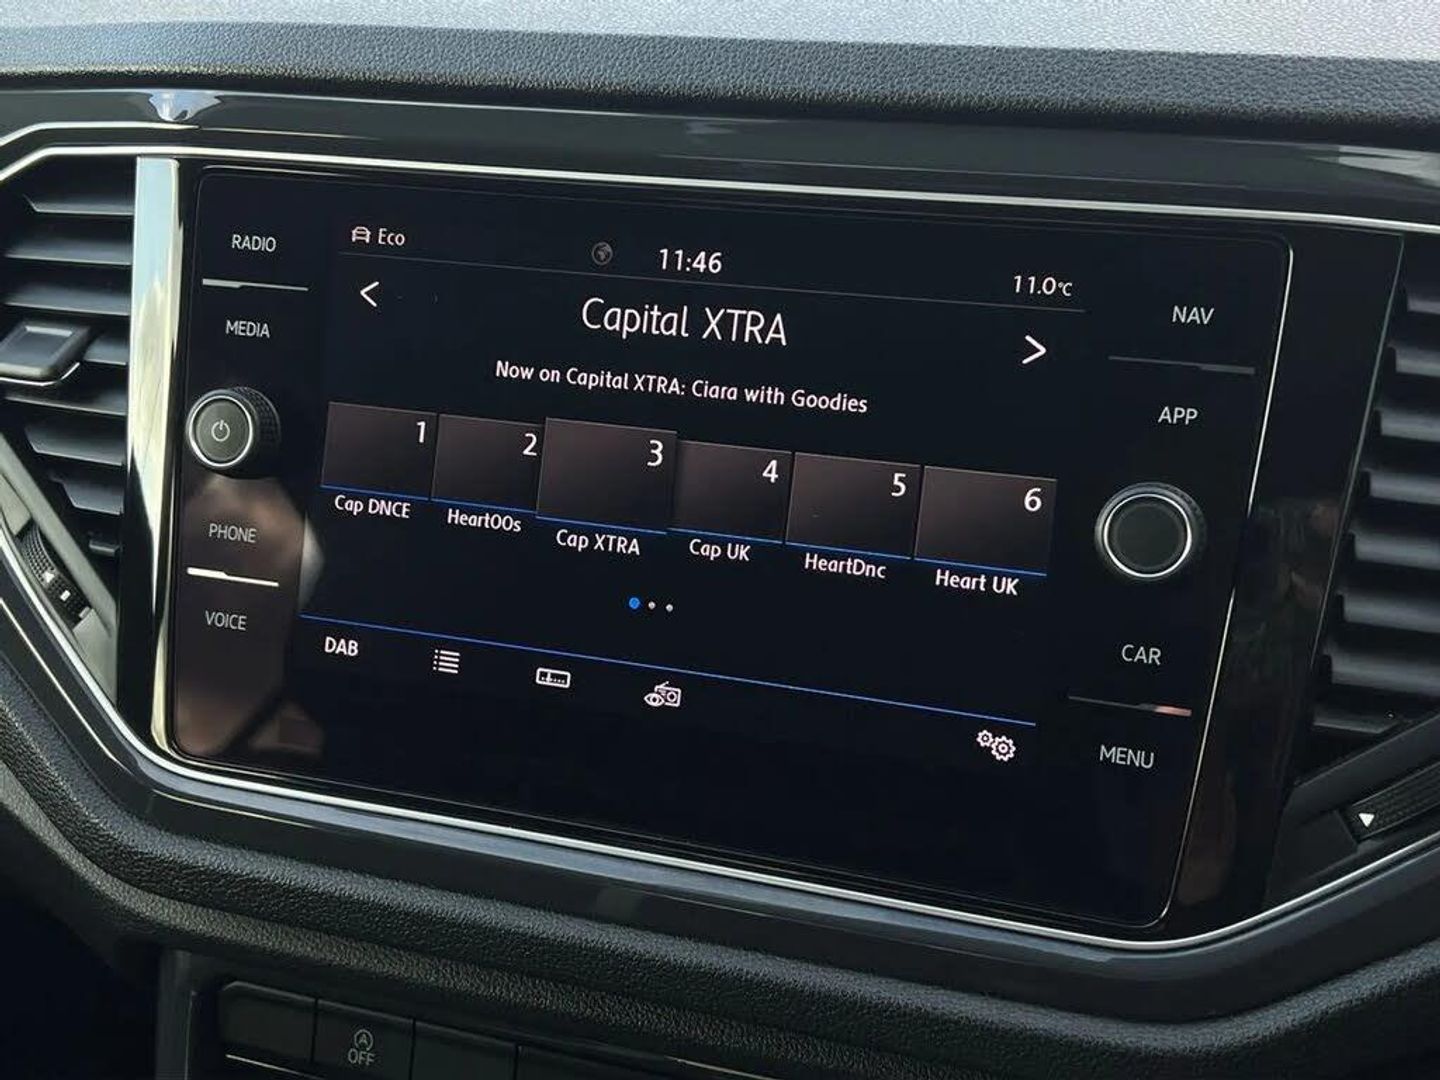 RADIO
MEDIA
PHONE
VOICE
Eco
11:46
11.0°C
<
Capital XTRA
>
Now on Capital XTRA: Ciara with Goodies
1
2
3
4
5
6
Cap DNCE
Heart00s
Cap XTRA
Cap UK
HeartDnc
Heart UK
DAB
NAV
APP
CAR
MENU
A
OFF